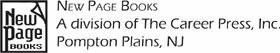 New
Page
BOOKS
NEW PAGE BOOKS
A division of The Career Press, Inc.
Pompton Plains, NJ